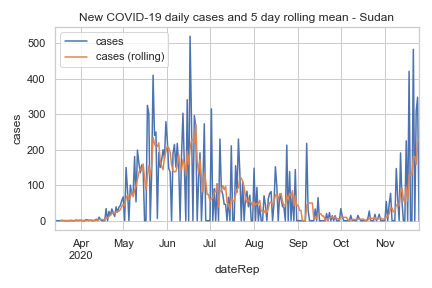 New COVID-19 daily cases and 5 day rolling mean - Sudan
cases
cases (rolling)
500
400
300
200
100
0
cases
Apr May Jun Jul Aug Sep Oct Nov
2020
dateRep